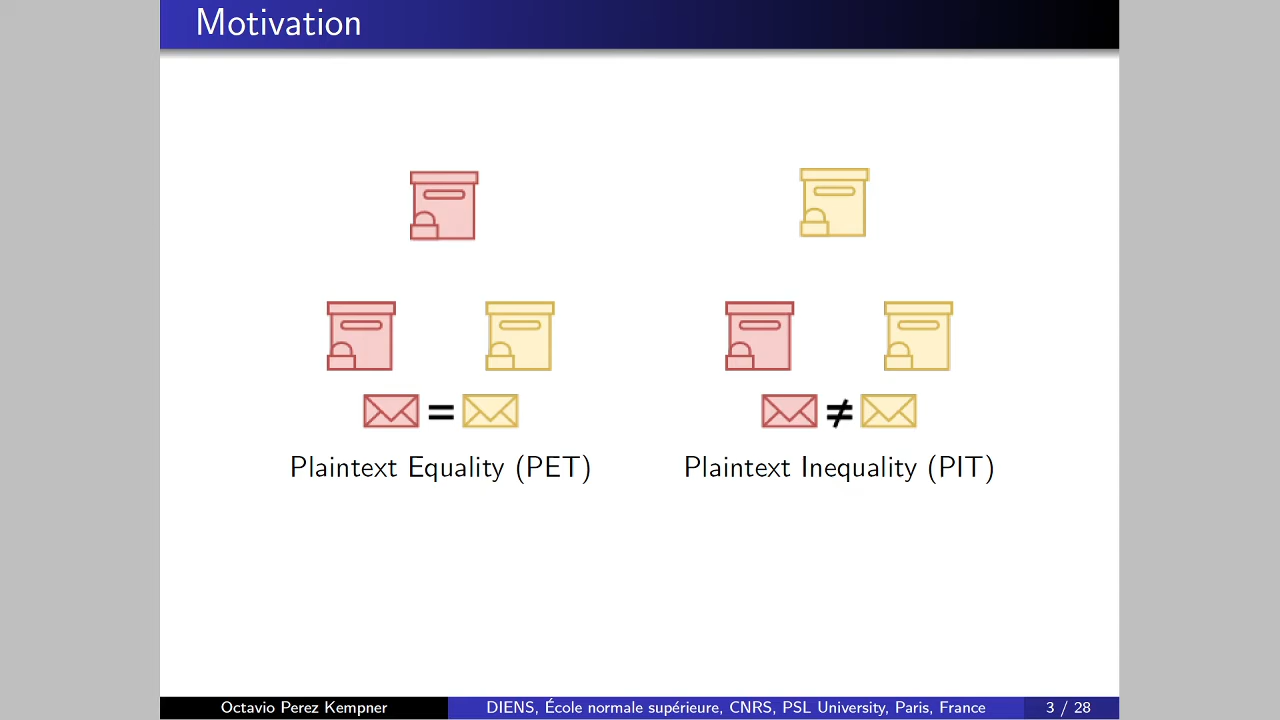 Motivation
= ≠
Plaintext Equality (PET) Plaintext Inequality (PIT)
Octavio Perez Kempner DIENS, École normale supérieure, CNRS, PSL University, Paris, France 3 / 28